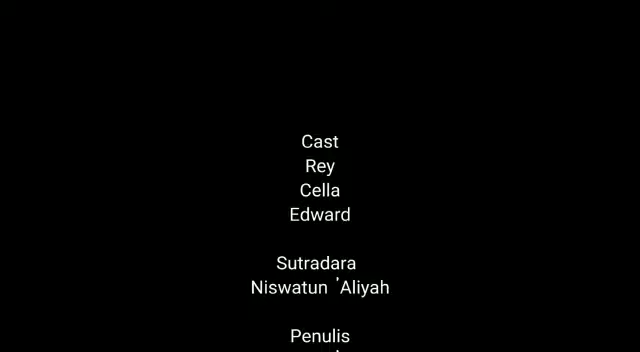 Cast
Rey
Cella
Edward
Sutradara
Niswatun 'Aliyah
Penulis